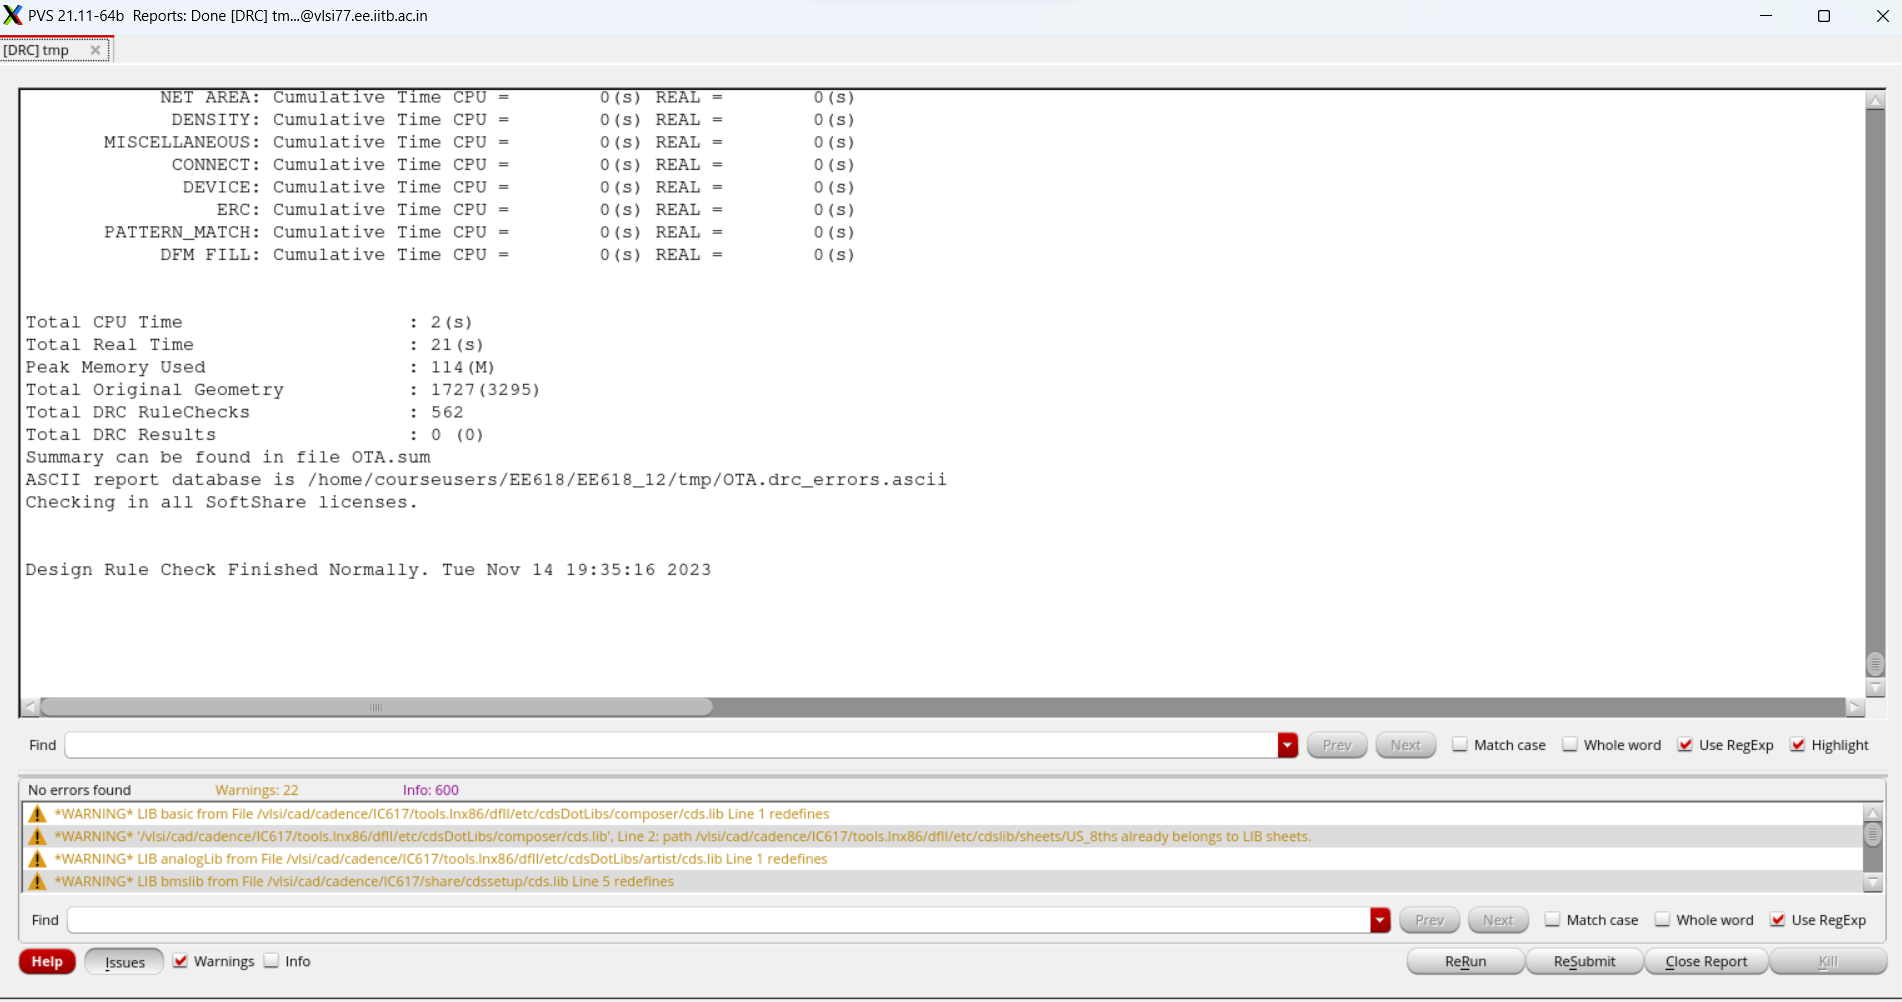 PVS 21.11-64b Reports: Done [DRC] tm...@vlsi77.ee.iitb.ac.in
[DRC] tmp
NET AREA: Cumulative Time CPU = 0(s) REAL = 0(s)
DENSITY: Cumulative Time CPU = 0(s) REAL = 0(s)
MISCELLANEOUS: Cumulative Time CPU = 0(s) REAL = 0(s)
CONNECT: Cumulative Time CPU = 0(s) REAL = 0(s)
DEVICE: Cumulative Time CPU = 0(s) REAL = 0(s)
ERC: Cumulative Time CPU = 0(s) REAL = 0(s)
PATTERN_MATCH: Cumulative Time CPU = 0(s) REAL = 0(s)
DFM FILL: Cumulative Time CPU = 0(s) REAL = 0(s)
Total CPU Time : 2(s)
Total Real Time : 21(s)
Peak Memory Used : 114(M)
Total Original Geometry : 1727(3295)
Total DRC RuleChecks : 562
Total DRC Results : 0 (0)
Summary can be found in file OTA.sum
ASCII report database is /home/courseusers/EE618/EE618_12/tmp/OTA.drc_errors.ascii
Checking in all SoftShare licenses.
Design Rule Check Finished Normally. Tue Nov 14 19:35:16 2023
Find Prev Next Match case Whole word Use RegExp Highlight
No errors found Warnings: 22 Info: 600
*WARNING* LIB basic from File /vlsi/cad/cadence/IC617/tools.lnx86/dfII/etc/cdsDotLibs/composer/cds.lib Line 1 redefines
*WARNING* '/vlsi/cad/cadence/IC617/tools.lnx86/dfII/etc/cdsDotLibs/composer/cds.lib', Line 2: path /vlsi/cad/cadence/IC617/tools.lnx86/dfII/etc/cdslib/sheets/US_8ths already belongs to LIB sheets.
*WARNING* LIB analogLib from File /vlsi/cad/cadence/IC617/tools.lnx86/dfII/etc/cdsDotLibs/artist/cds.lib Line 1 redefines
*WARNING* LIB bmslib from File /vlsi/cad/cadence/IC617/share/cdssetup/cds.lib Line 5 redefines
Find Prev Next Match case Whole word Use RegExp
Help Issues Warnings Info ReRun ReSubmit Close Report Kill